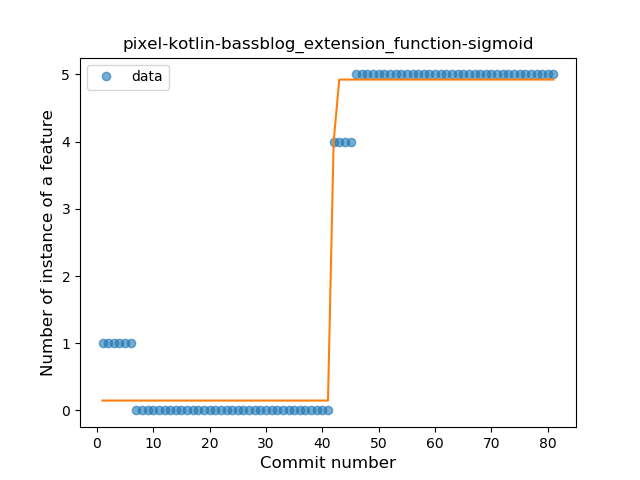 pixel-kotlin-bassblog_extension_function-sigmoid
data
5
4
3
2
1
0
Number of instance of a feature
0 10 20 30 40 50 60 70 80
Commit number